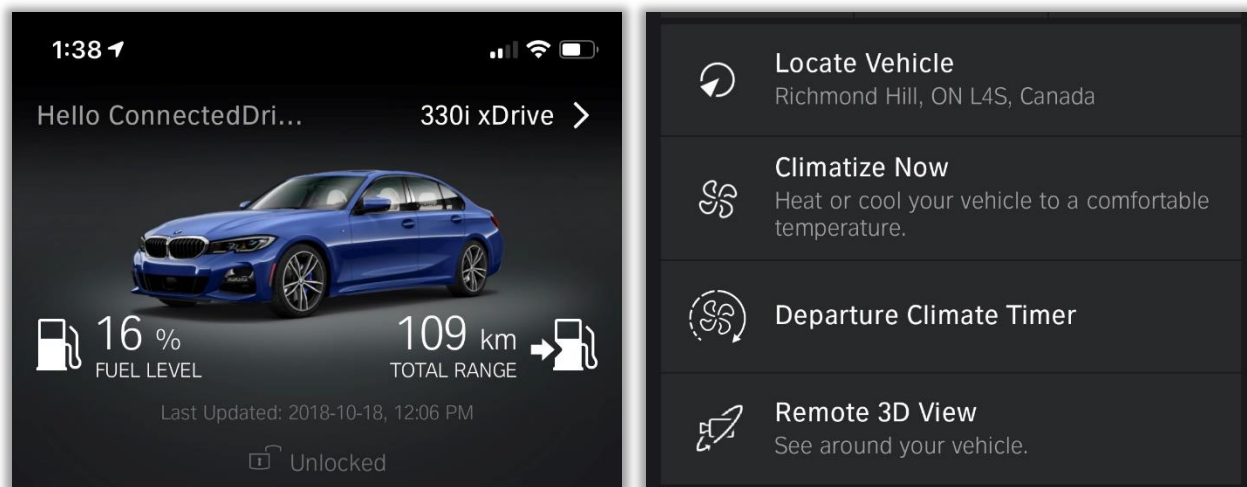 1:38
Hello ConnectedDri...
330i xDrive
16 %
FUEL LEVEL
109 km
TOTAL RANGE
Last Updated: 2018-10-18, 12:06 PM
Unlocked
Locate Vehicle
Richmond Hill, ON L4S, Canada
Climatize Now
Heat or cool your vehicle to a comfortable
temperature.
Departure Climate Timer
Remote 3D View
See around your vehicle.